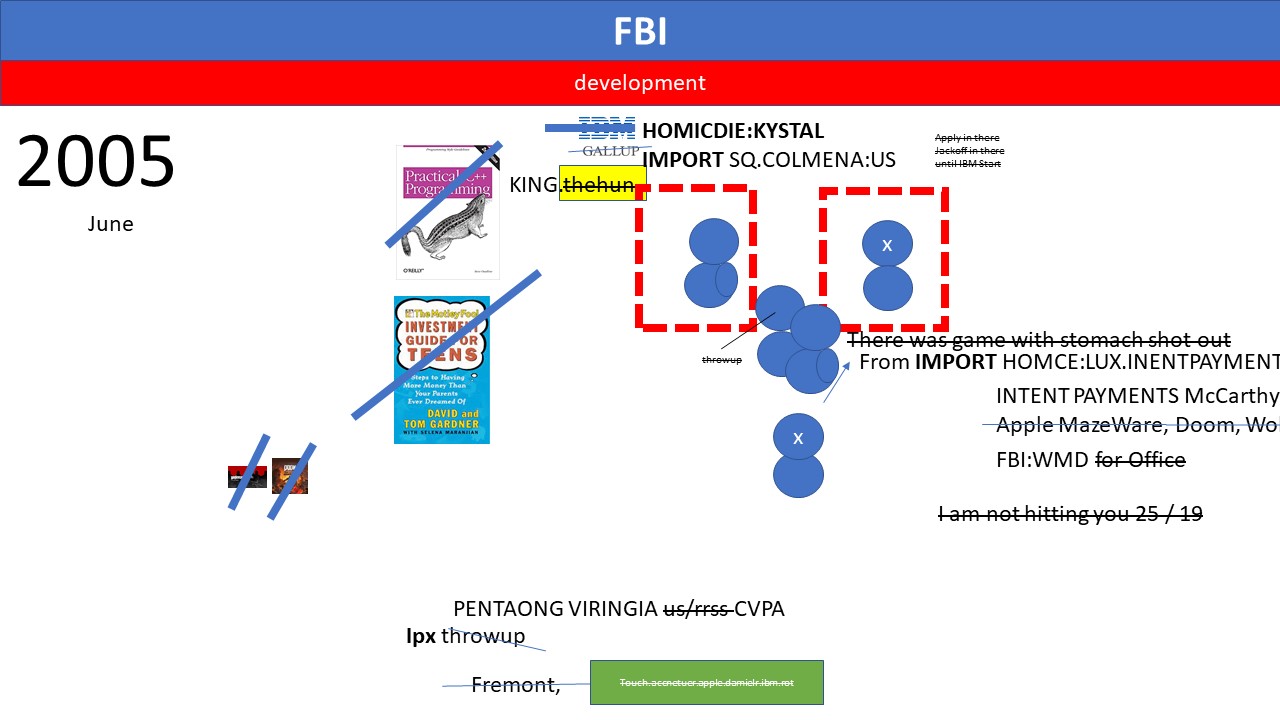 FBI
development
2005
June
IBM
GALLUP
HOMICDIE:KYSTAL
IMPORT SQ.COLMENA:US
Apply in there
Jackoff in there
until IBM Start
KING.thehun
Practical C++
Programming
O'REILLY
x
The Motley Fool
INVESTMENT
GUIDE FOR
TEENS
8 Steps to Having
More Money Than
Your Parents
Ever Dreamed Of
DAVID and
TOM GARDNER
WITH SELENA MARANJIAN
throwup
There was game with stomach shot out
From IMPORT HOMCE:LUX.INENTPAYMENT
INTENT PAYMENTS McCarthy
Apple MazeWare, Doom, Wol
x
FBI:WMD for Office
DOOM
I am not hitting you 25 / 19
PENTAONG VIRINGIA us/rrss CVPA
lpx throwup
Fremont,
Touch.accnetuer.apple.damielr.ibm.rot